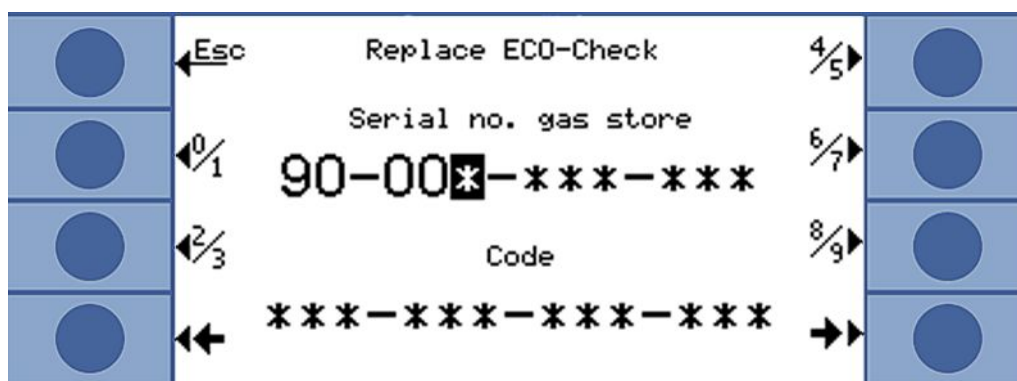 Esc Replace ECO-Check 4/5
Serial no. gas store
0/1 6/7
90-00*-***-***
2/3 Code 8/9
***-***-***-***